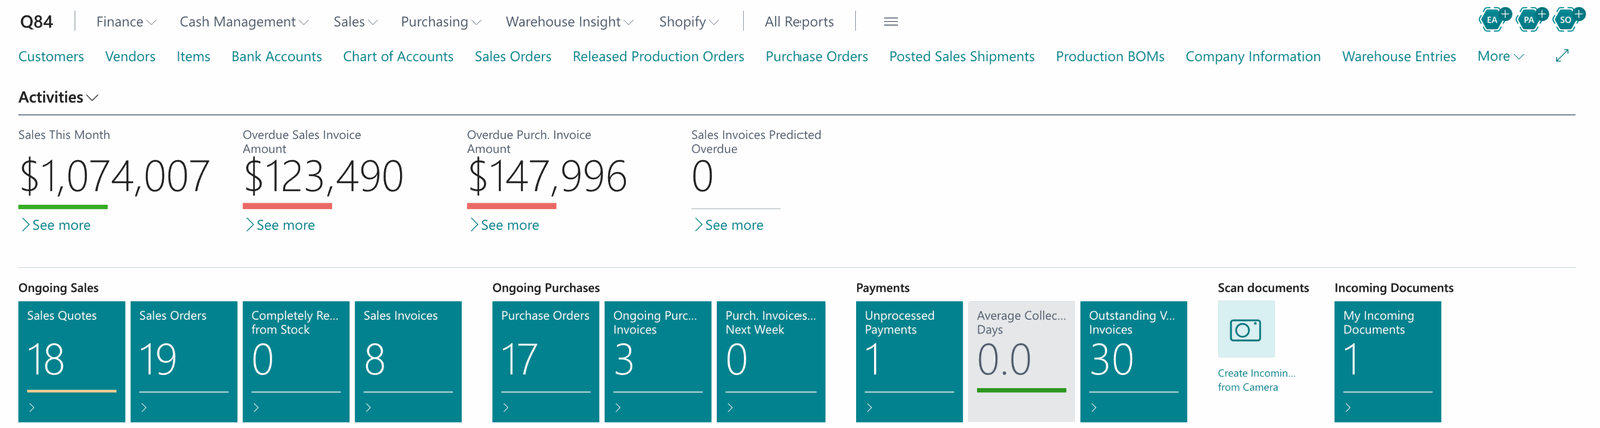 Q84 Finance Cash Management Sales Purchasing Warehouse Insight Shopify All Reports EA PA SO
Customers Vendors Items Bank Accounts Chart of Accounts Sales Orders Released Production Orders Purchase Orders Posted Sales Shipments Production BOMs Company Information Warehouse Entries More
Activities
Sales This Month
$1,074,007
See more
Overdue Sales Invoice
Amount
$123,490
See more
Overdue Purch. Invoice
Amount
$147,996
See more
Sales Invoices Predicted
Overdue
0
See more
Ongoing Sales
Sales Quotes
18
Sales Orders
19
Completely Re...
from Stock
0
Sales Invoices
8
Ongoing Purchases
Purchase Orders
17
Ongoing Purc...
Invoices
3
Purch. Invoices...
Next Week
0
Payments
Unprocessed
Payments
1
Average Collec...
Days
0.0
Outstanding V...
Invoices
30
Scan documents
Create Incomin...
from Camera
Incoming Documents
My Incoming
Documents
1